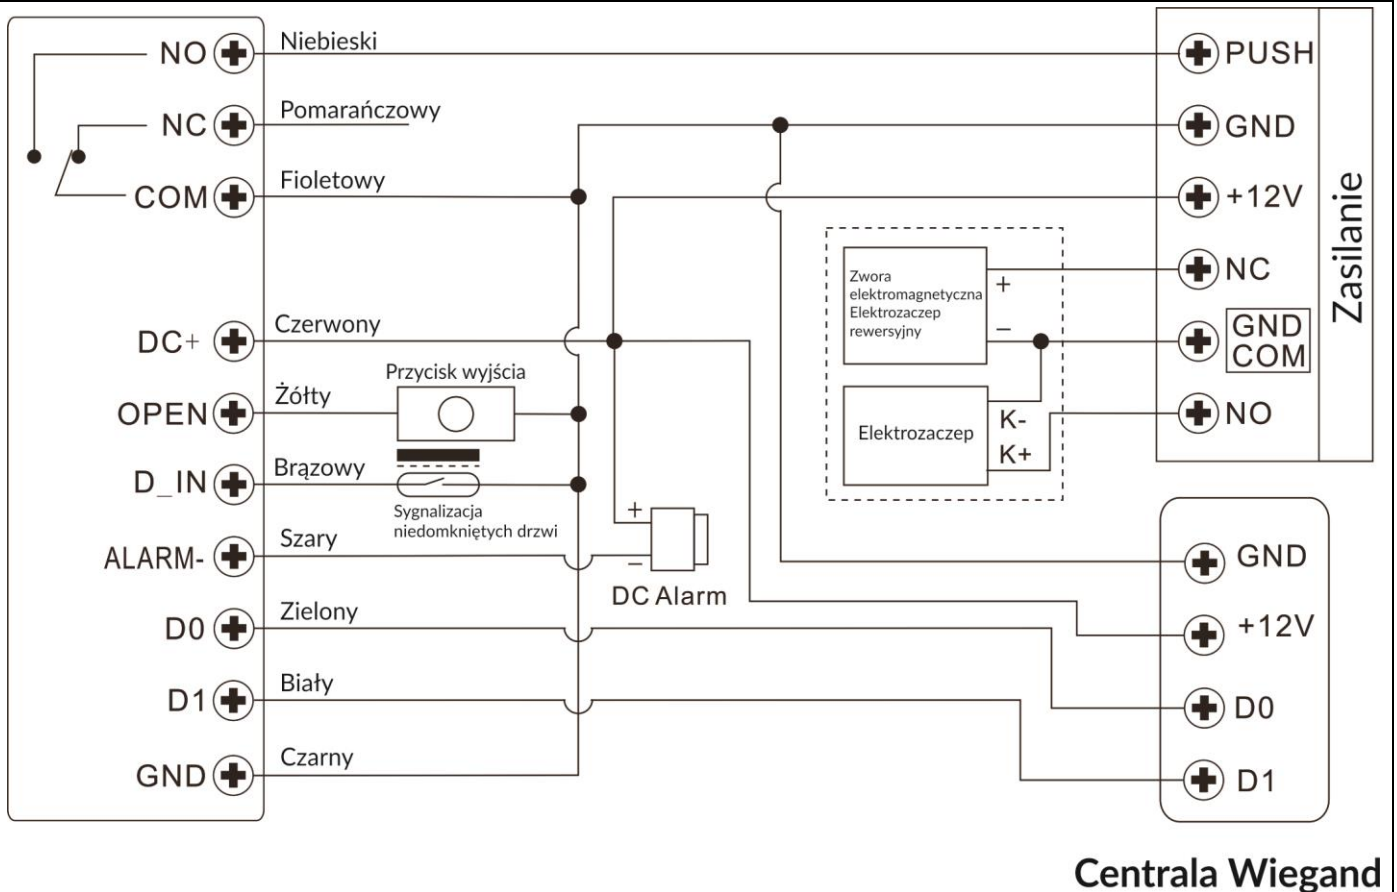 NO
Niebieski
NC
Pomarańczowy
COM
Fioletowy
DC+
Czerwony
OPEN
Żółty
Przycisk wyjścia
D_IN
Brązowy
Sygnalizacja
niedomkniętych drzwi
ALARM-
Szary
+
–
DC Alarm
D0
Zielony
D1
Biały
GND
Czarny
Zwora
elektromagnetyczna
Elektrozaczep
rewersyjny
+
–
Elektrozaczep
K-
K+
PUSH
GND
+12V
NC
GND
COM
NO
Zasilanie
GND
+12V
D0
D1
Centrala Wiegand